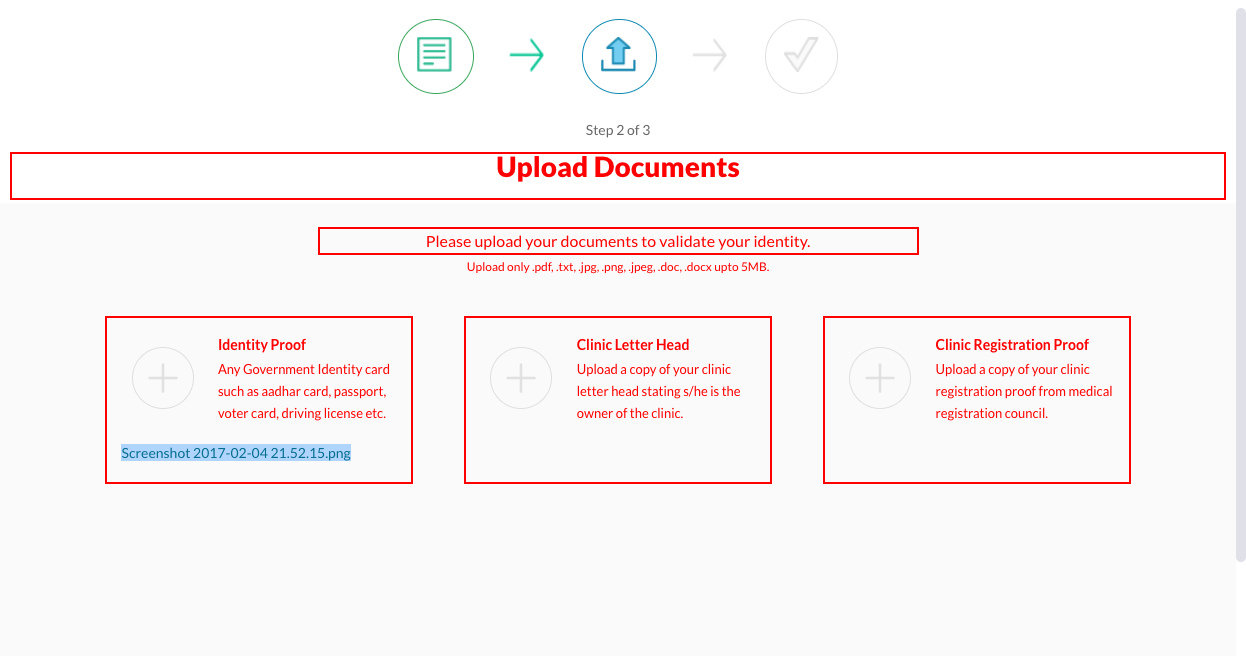 Step 2 of 3
Upload Documents
Please upload your documents to validate your identity.
Upload only .pdf, .txt, .jpg, .png, .jpeg, .doc, .docx upto 5MB.
Identity Proof
Any Government Identity card
such as aadhar card, passport,
voter card, driving license etc.
Screenshot 2017-02-04 21.52.15.png
Clinic Letter Head
Upload a copy of your clinic
letter head stating s/he is the
owner of the clinic.
Clinic Registration Proof
Upload a copy of your clinic
registration proof from medical
registration council.